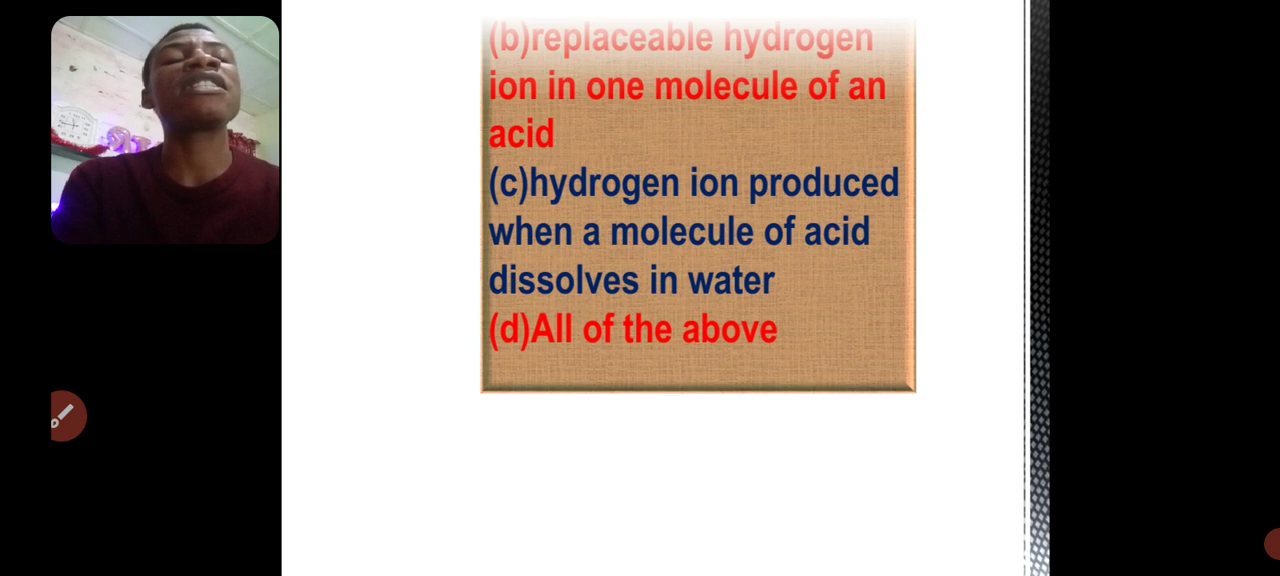 (b)replaceable hydrogen
ion in one molecule of an
acid
(c)hydrogen ion produced
when a molecule of acid
dissolves in water
(d)All of the above